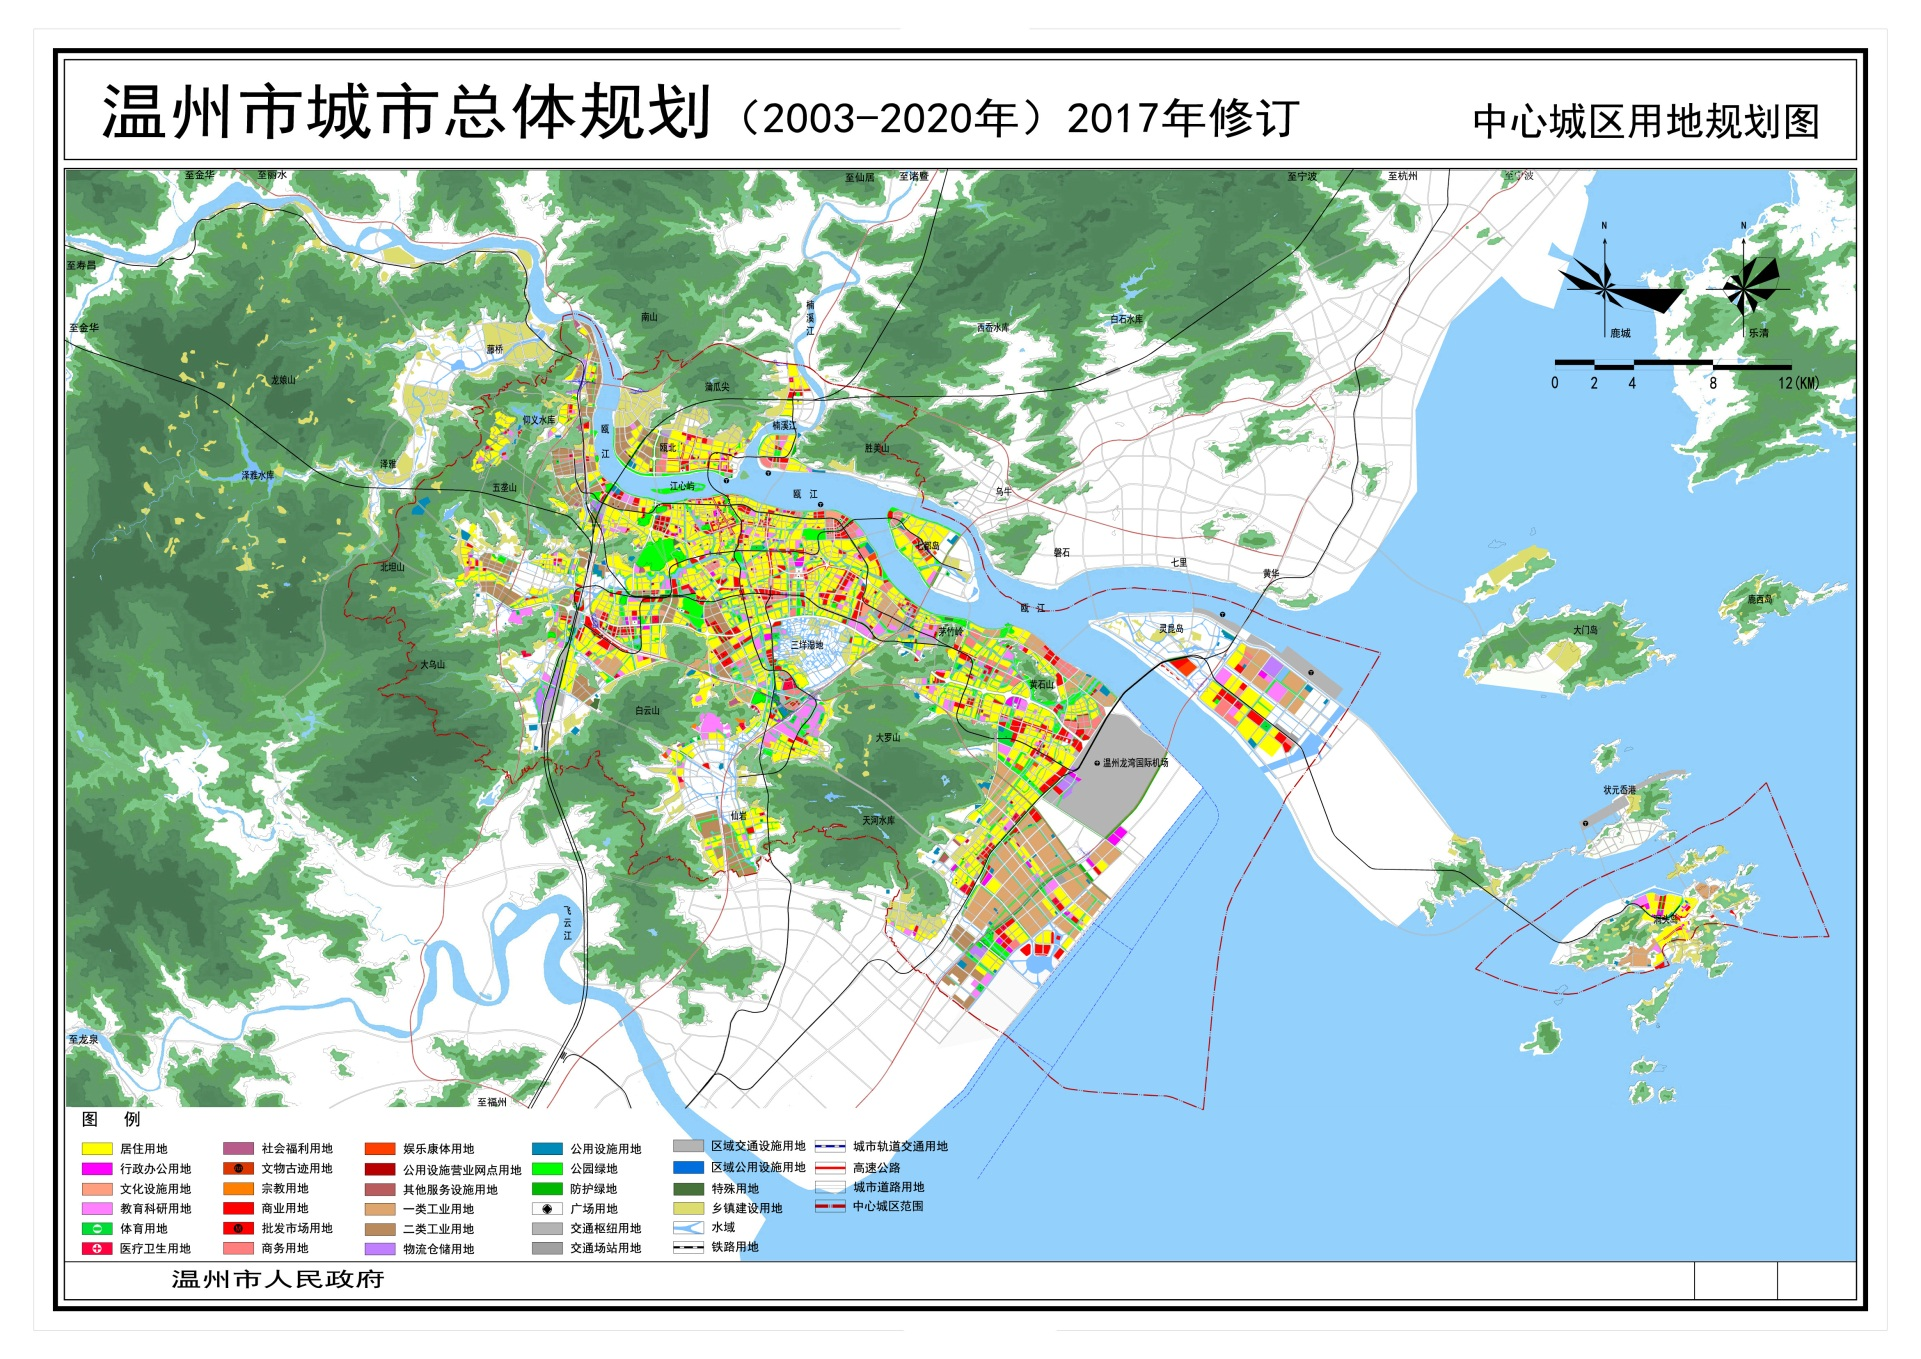 温州市城市总体规划（2003-2020年）2017年修订 中心城区用地规划图
至金华 至丽水 至仙居 至诸暨 至宁波 至杭州 至宁波
N N
至寿昌
楠溪江
南山
至金华
西岙水库
白石水库
鹿城 乐清
藤桥
龙娘山
蒲瓜尖
0 2 4 8 12(KM)
仰义水库
楠溪江
瓯江
瓯北
胜美山
泽雅
泽雅水库
五垄山
江心屿
瓯江
乌牛
七都岛
磐石
七里
黄华
北坦山
瓯江
鹿西岛
茅竹岭
灵昆岛
大门岛
三垟湿地
大乌山
黄石山
白云山
大罗山
温州龙湾国际机场
状元岙港
仙岩
天河水库
飞云江
洞头岛
至龙泉
至福州
图例
居住用地 社会福利用地 娱乐康体用地 公用设施用地 区域交通设施用地 城市轨道交通用地
行政办公用地 文物古迹用地 公用设施营业网点用地 公园绿地 区域公用设施用地 高速公路
文化设施用地 宗教用地 其他服务设施用地 防护绿地 特殊用地 城市道路用地
教育科研用地 商业用地 一类工业用地 广场用地 乡镇建设用地 中心城区范围
体育用地 批发市场用地 二类工业用地 交通枢纽用地 水域
医疗卫生用地 商务用地 物流仓储用地 交通场站用地 铁路用地
温州市人民政府